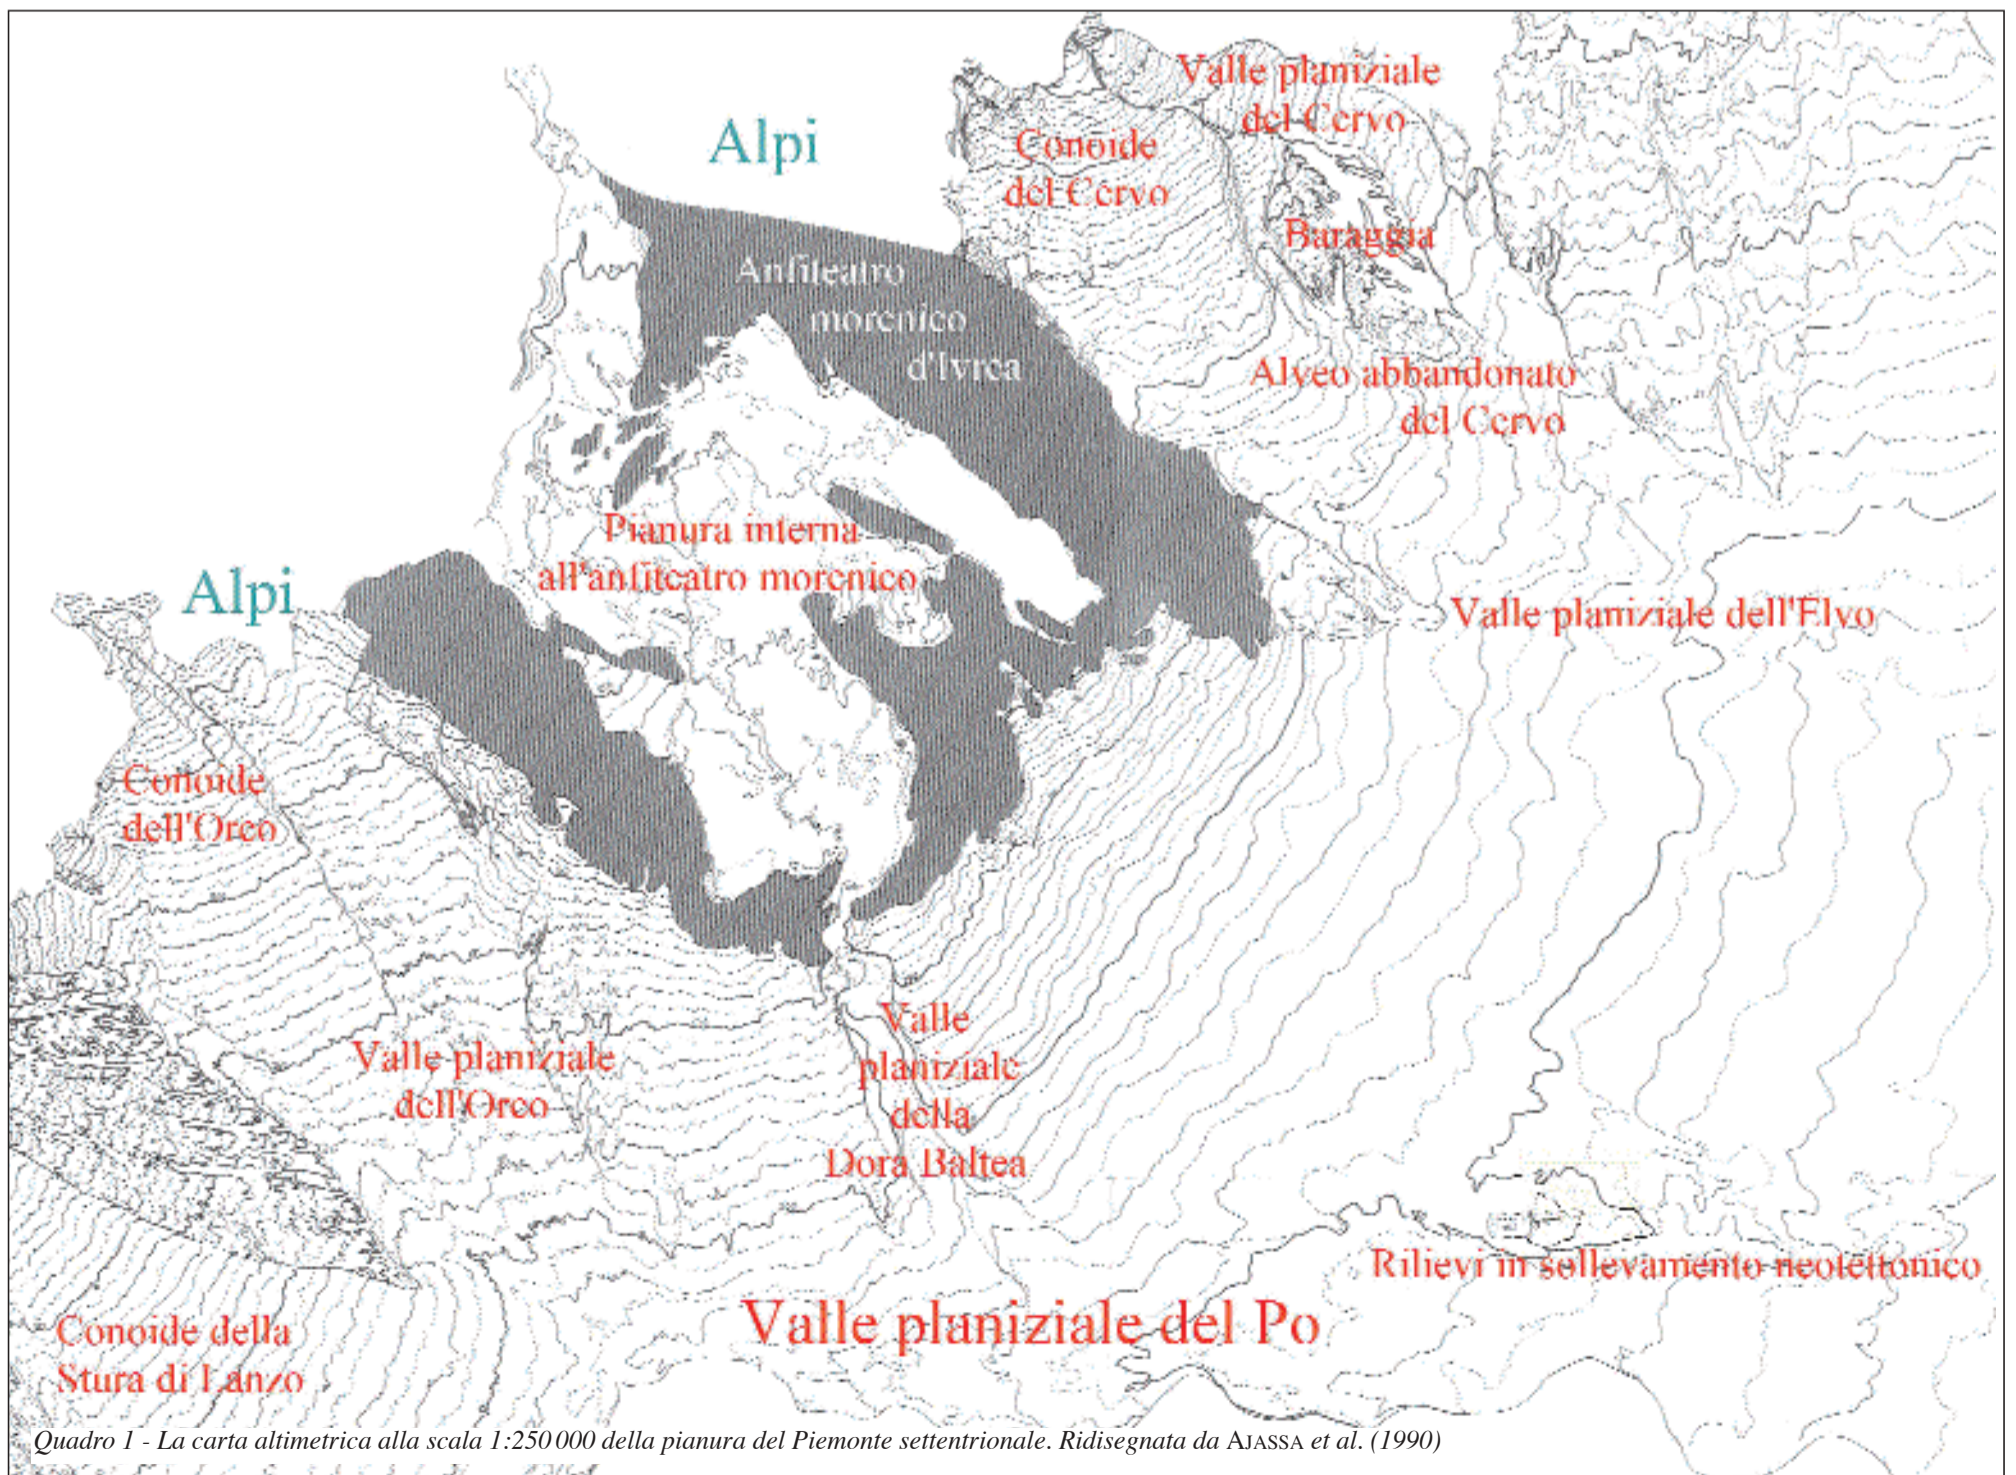 Valle planiziale
del Cervo
Alpi
Conoide
del Cervo
Baraggia
Anfiteatro
morenico
d'Ivrea
Alveo abbandonato
del Cervo
Pianura interna
all'anfiteatro morenico
Alpi
Valle planiziale dell'Elvo
Conoide
dell'Orco
Valle planiziale
dell'Orco
Valle
planiziale
della
Dora Baltea
Rilievi in sollevamento neotettonico
Valle planiziale del Po
Conoide della
Stura di Lanzo
Quadro 1 - La carta altimetrica alla scala 1:250 000 della pianura del Piemonte settentrionale. Ridisegnata da AJASSA et al. (1990)